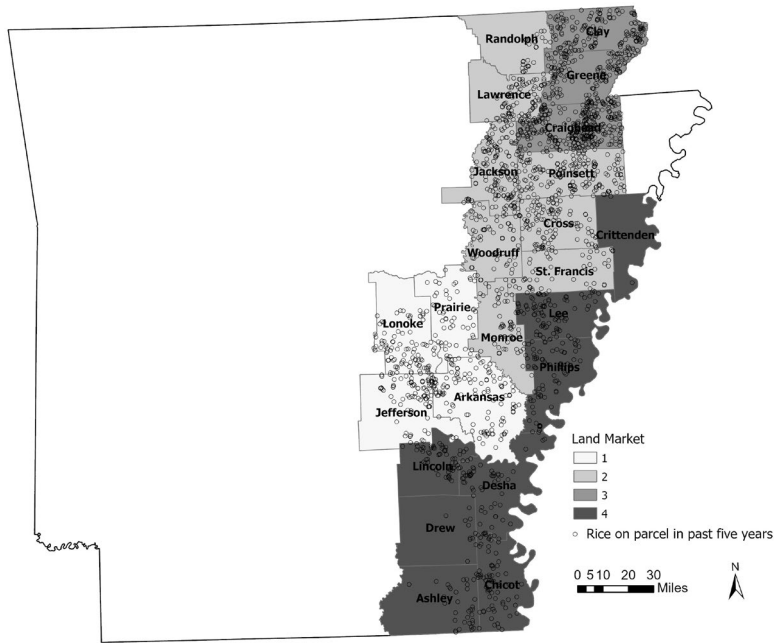 Randolph
Clay
Greene
Lawrence
Craighead
Jackson
Poinsett
Cross
Crittenden
Woodruff
St. Francis
Prairie
Lee
Lonoke
Monroe
Phillips
Arkansas
Jefferson
Land Market
1
2
3
4
Rice on parcel in past five years
Lincoln
Desha
Drew
Chicot
Ashley
N
0 5 10 20 30
Miles